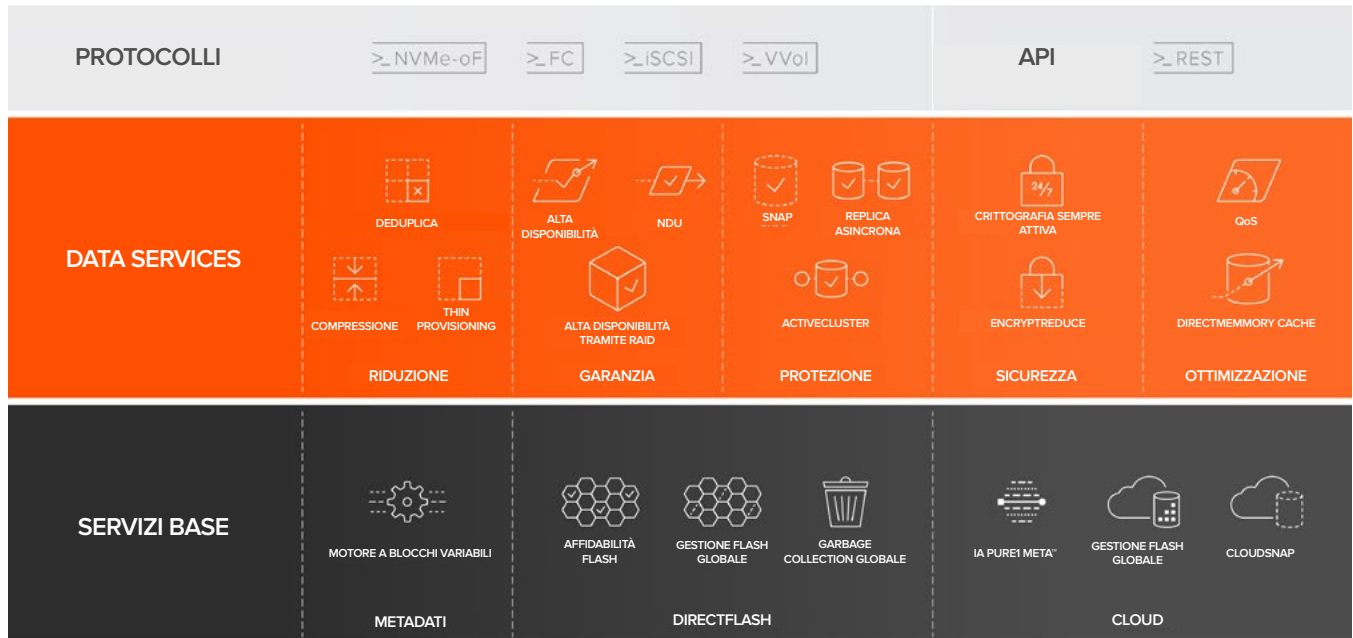 PROTOCOLLI
>_NVMe-oF
>_FC
>_iSCSI
>_VVol
API
>_REST
DATA SERVICES
DEDUPLICA
COMPRESSIONE
THIN
PROVISIONING
RIDUZIONE
ALTA
DISPONIBILITÀ
NDU
ALTA DISPONIBILITÀ
TRAMITE RAID
GARANZIA
SNAP
REPLICA
ASINCRONA
ACTIVECLUSTER
PROTEZIONE
24/7
CRITTOGRAFIA SEMPRE
ATTIVA
ENCRYPTREDUCE
SICUREZZA
QoS
DIRECTMEMMORY CACHE
OTTIMIZZAZIONE
SERVIZI BASE
MOTORE A BLOCCHI VARIABILI
METADATI
AFFIDABILITÀ
FLASH
GESTIONE FLASH
GLOBALE
GARBAGE
COLLECTION GLOBALE
DIRECTFLASH
IA PURE1 META™
GESTIONE FLASH
GLOBALE
CLOUDSNAP
CLOUD